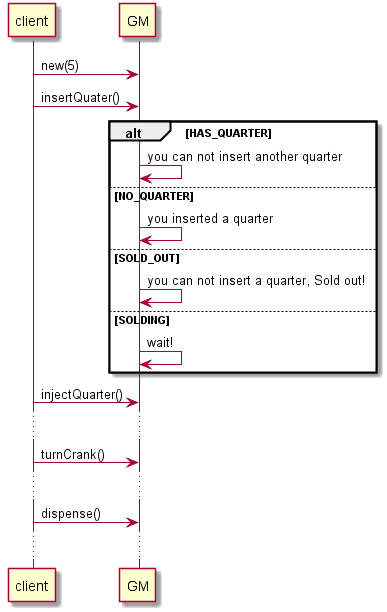 client GM
new(5)
insertQuater()
alt [HAS_QUARTER]
you can not insert another quarter
[NO_QUARTER]
you inserted a quarter
[SOLD_OUT]
you can not insert a quarter, Sold out!
[SOLDING]
wait!
injectQuarter()
turnCrank()
dispense()
client GM